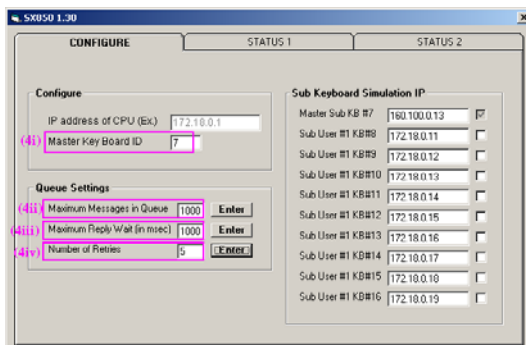 SX850 1.30
CONFIGURE STATUS 1 STATUS 2
Configure
IP address of CPU (Ex.) 172.18.0.1
(4i) Master Key Board ID 7
Queue Settings
(4ii) Maximum Messages in Queue 1000 Enter
(4iii) Maximum Reply Wait (in msec) 1000 Enter
(4iv) Number of Retries 5 Enter
Sub Keyboard Simulation IP
Master Sub KB #7 160.100.0.13
Sub User #1 KB#8 172.18.0.11
Sub User #1 KB#9 172.18.0.12
Sub User #1 KB#10 172.18.0.13
Sub User #1 KB#11 172.18.0.14
Sub User #1 KB#12 172.18.0.15
Sub User #1 KB#13 172.18.0.16
Sub User #1 KB#14 172.18.0.17
Sub User #1 KB#15 172.18.0.18
Sub User #1 KB#16 172.18.0.19